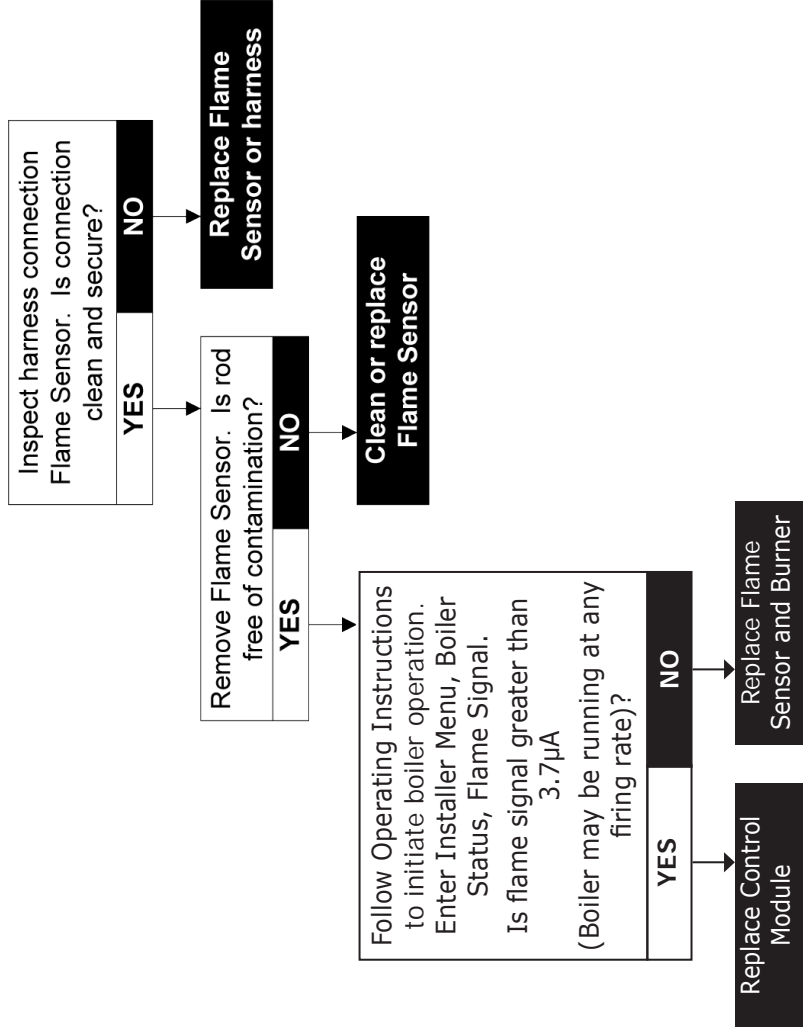 Inspect harness connection
Flame Sensor.  Is connection
clean and secure?
YES
NO
Replace Flame
Sensor or harness
Remove Flame Sensor.  Is rod
free of contamination?
YES
NO
Clean or replace
Flame Sensor
Follow Operating Instructions
to initiate boiler operation.
Enter Installer Menu, Boiler
Status, Flame Signal.
Is flame signal greater than
3.7µA
(Boiler may be running at any
firing rate)?
YES
NO
Replace Control
Module
Replace Flame
Sensor and Burner